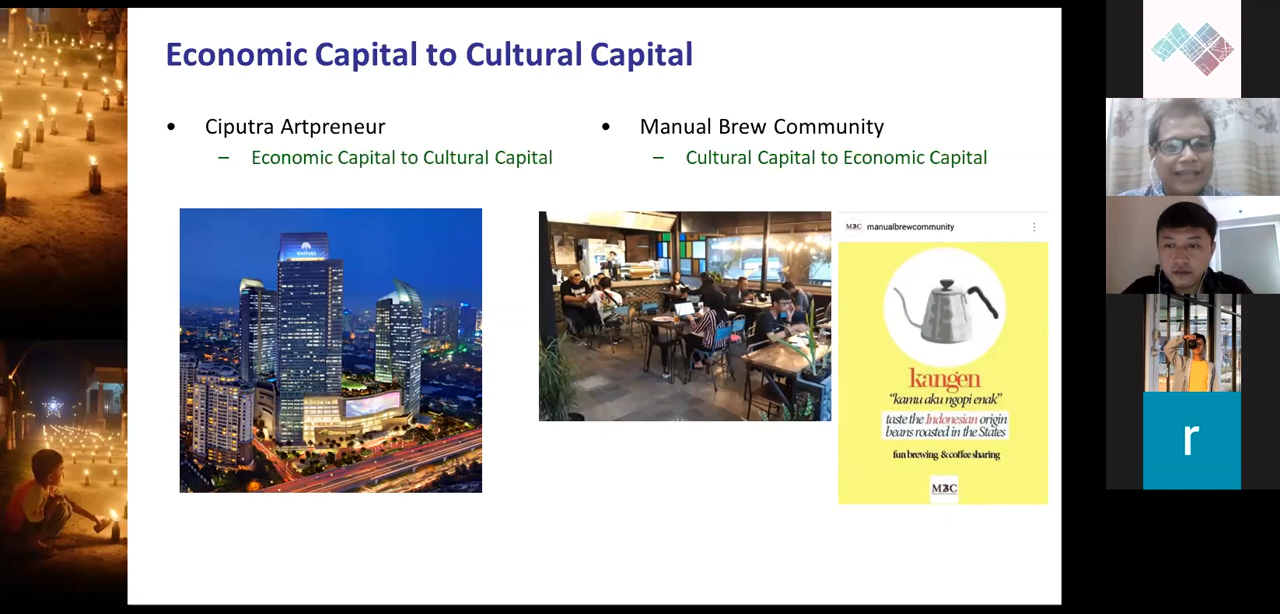 Economic Capital to Cultural Capital
• Ciputra Artpreneur
– Economic Capital to Cultural Capital
• Manual Brew Community
– Cultural Capital to Economic Capital
MBC manualbrewcommunity
kangen
“kamu aku ngopi enak”
taste the Indonesian origin
beans roasted in the States
fun brewing & coffee sharing
MBC
r